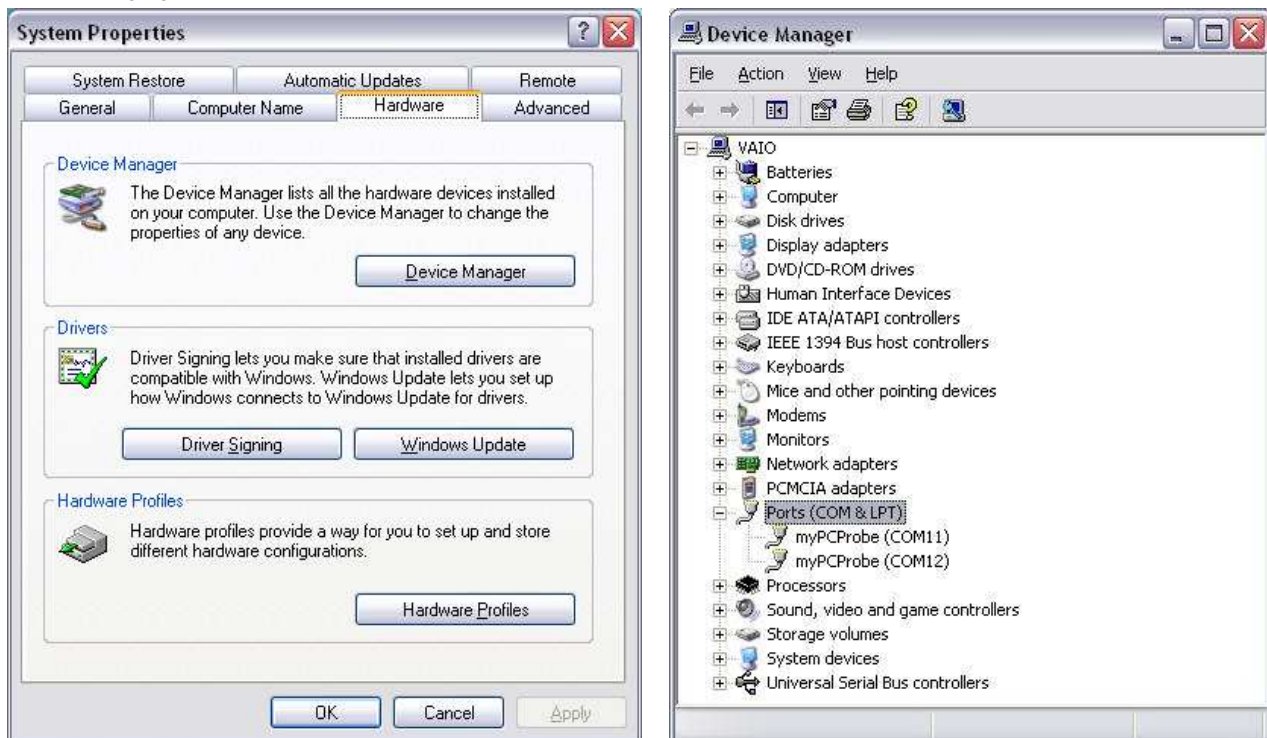 System Properties
System Restore
Automatic Updates
Remote
General
Computer Name
Hardware
Advanced
Device Manager
The Device Manager lists all the hardware devices installed
on your computer. Use the Device Manager to change the
properties of any device.
Device Manager
Drivers
Driver Signing lets you make sure that installed drivers are
compatible with Windows. Windows Update lets you set up
how Windows connects to Windows Update for drivers.
Driver Signing
Windows Update
Hardware Profiles
Hardware profiles provide a way for you to set up and store
different hardware configurations.
Hardware Profiles
OK
Cancel
Apply
Device Manager
File Action View Help
VAIO
Batteries
Computer
Disk drives
Display adapters
DVD/CD-ROM drives
Human Interface Devices
IDE ATA/ATAPI controllers
IEEE 1394 Bus host controllers
Keyboards
Mice and other pointing devices
Modems
Monitors
Network adapters
PCMCIA adapters
Ports (COM & LPT)
myPCProbe (COM11)
myPCProbe (COM12)
Processors
Sound, video and game controllers
Storage volumes
System devices
Universal Serial Bus controllers